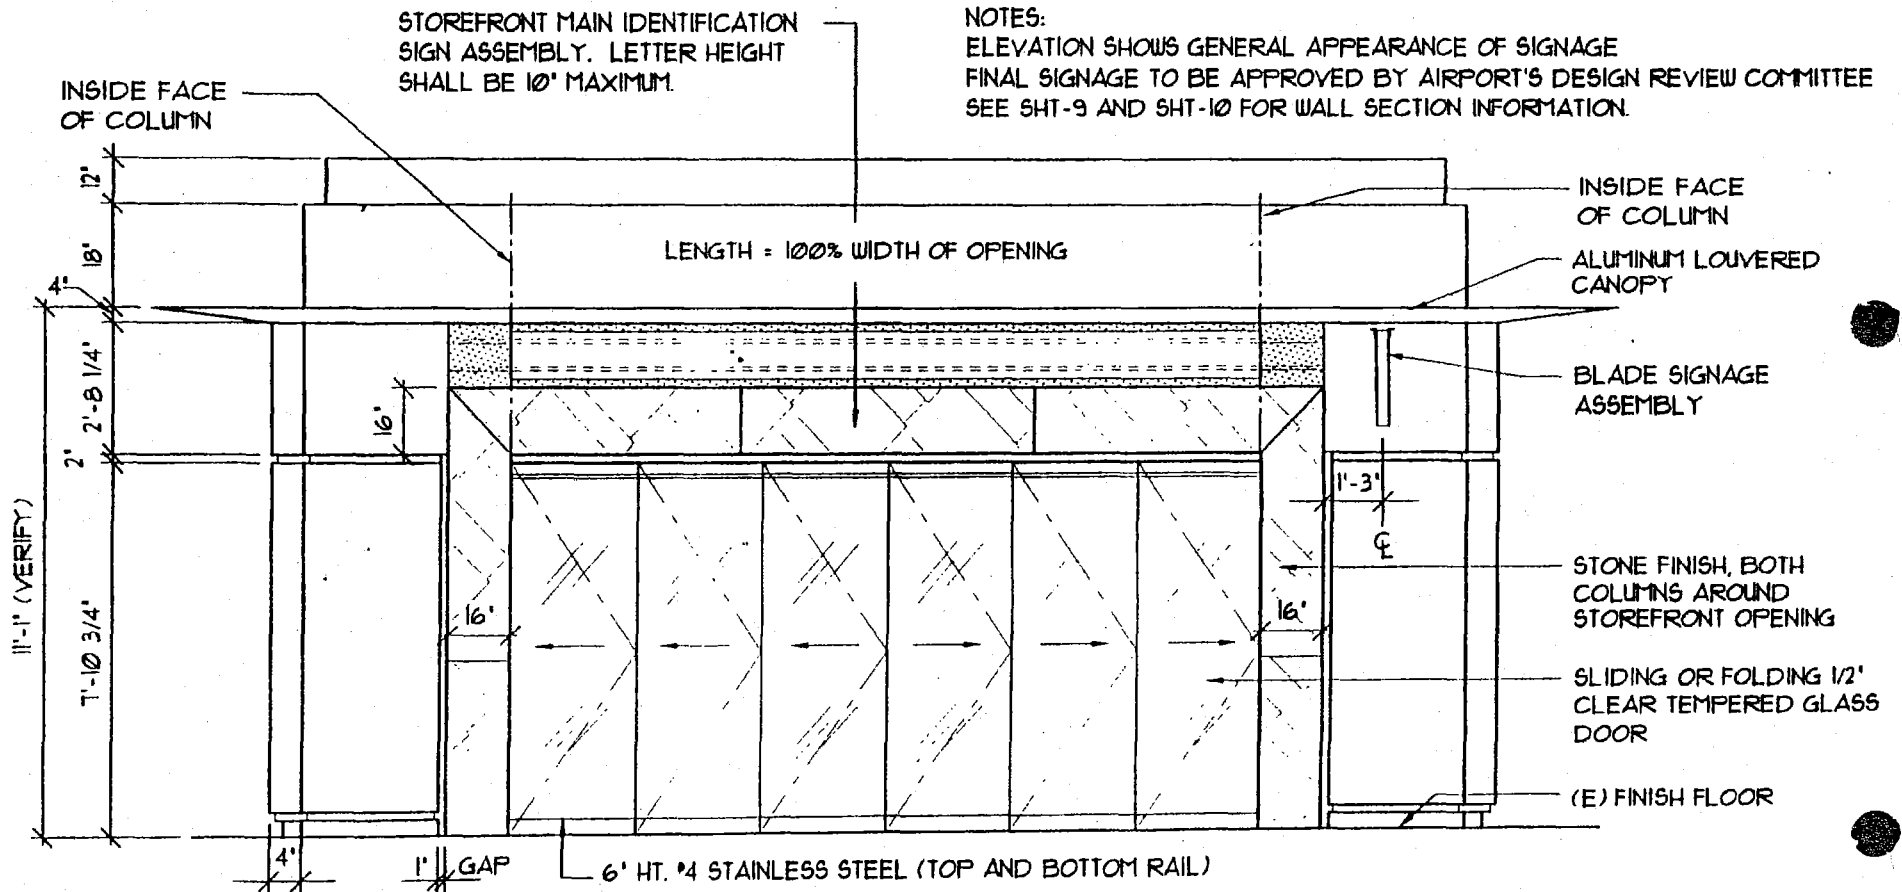 STOREFRONT MAIN IDENTIFICATION
SIGN ASSEMBLY. LETTER HEIGHT
SHALL BE 10" MAXIMUM.
NOTES:
ELEVATION SHOWS GENERAL APPEARANCE OF SIGNAGE
FINAL SIGNAGE TO BE APPROVED BY AIRPORT'S DESIGN REVIEW COMMITTEE
SEE SHT-9 AND SHT-10 FOR WALL SECTION INFORMATION.
INSIDE FACE
OF COLUMN
INSIDE FACE
OF COLUMN
LENGTH = 100% WIDTH OF OPENING
ALUMINUM LOUVERED
CANOPY
BLADE SIGNAGE
ASSEMBLY
12"
18"
4"
2'-8 1/4"
2"
16"
11'-1" (VERIFY)
7'-10 3/4"
1'-3"
CL
16"
16"
STONE FINISH, BOTH
COLUMNS AROUND
STOREFRONT OPENING
SLIDING OR FOLDING 1/2"
CLEAR TEMPERED GLASS
DOOR
(E) FINISH FLOOR
4"
1" GAP
6" HT. #4 STAINLESS STEEL (TOP AND BOTTOM RAIL)